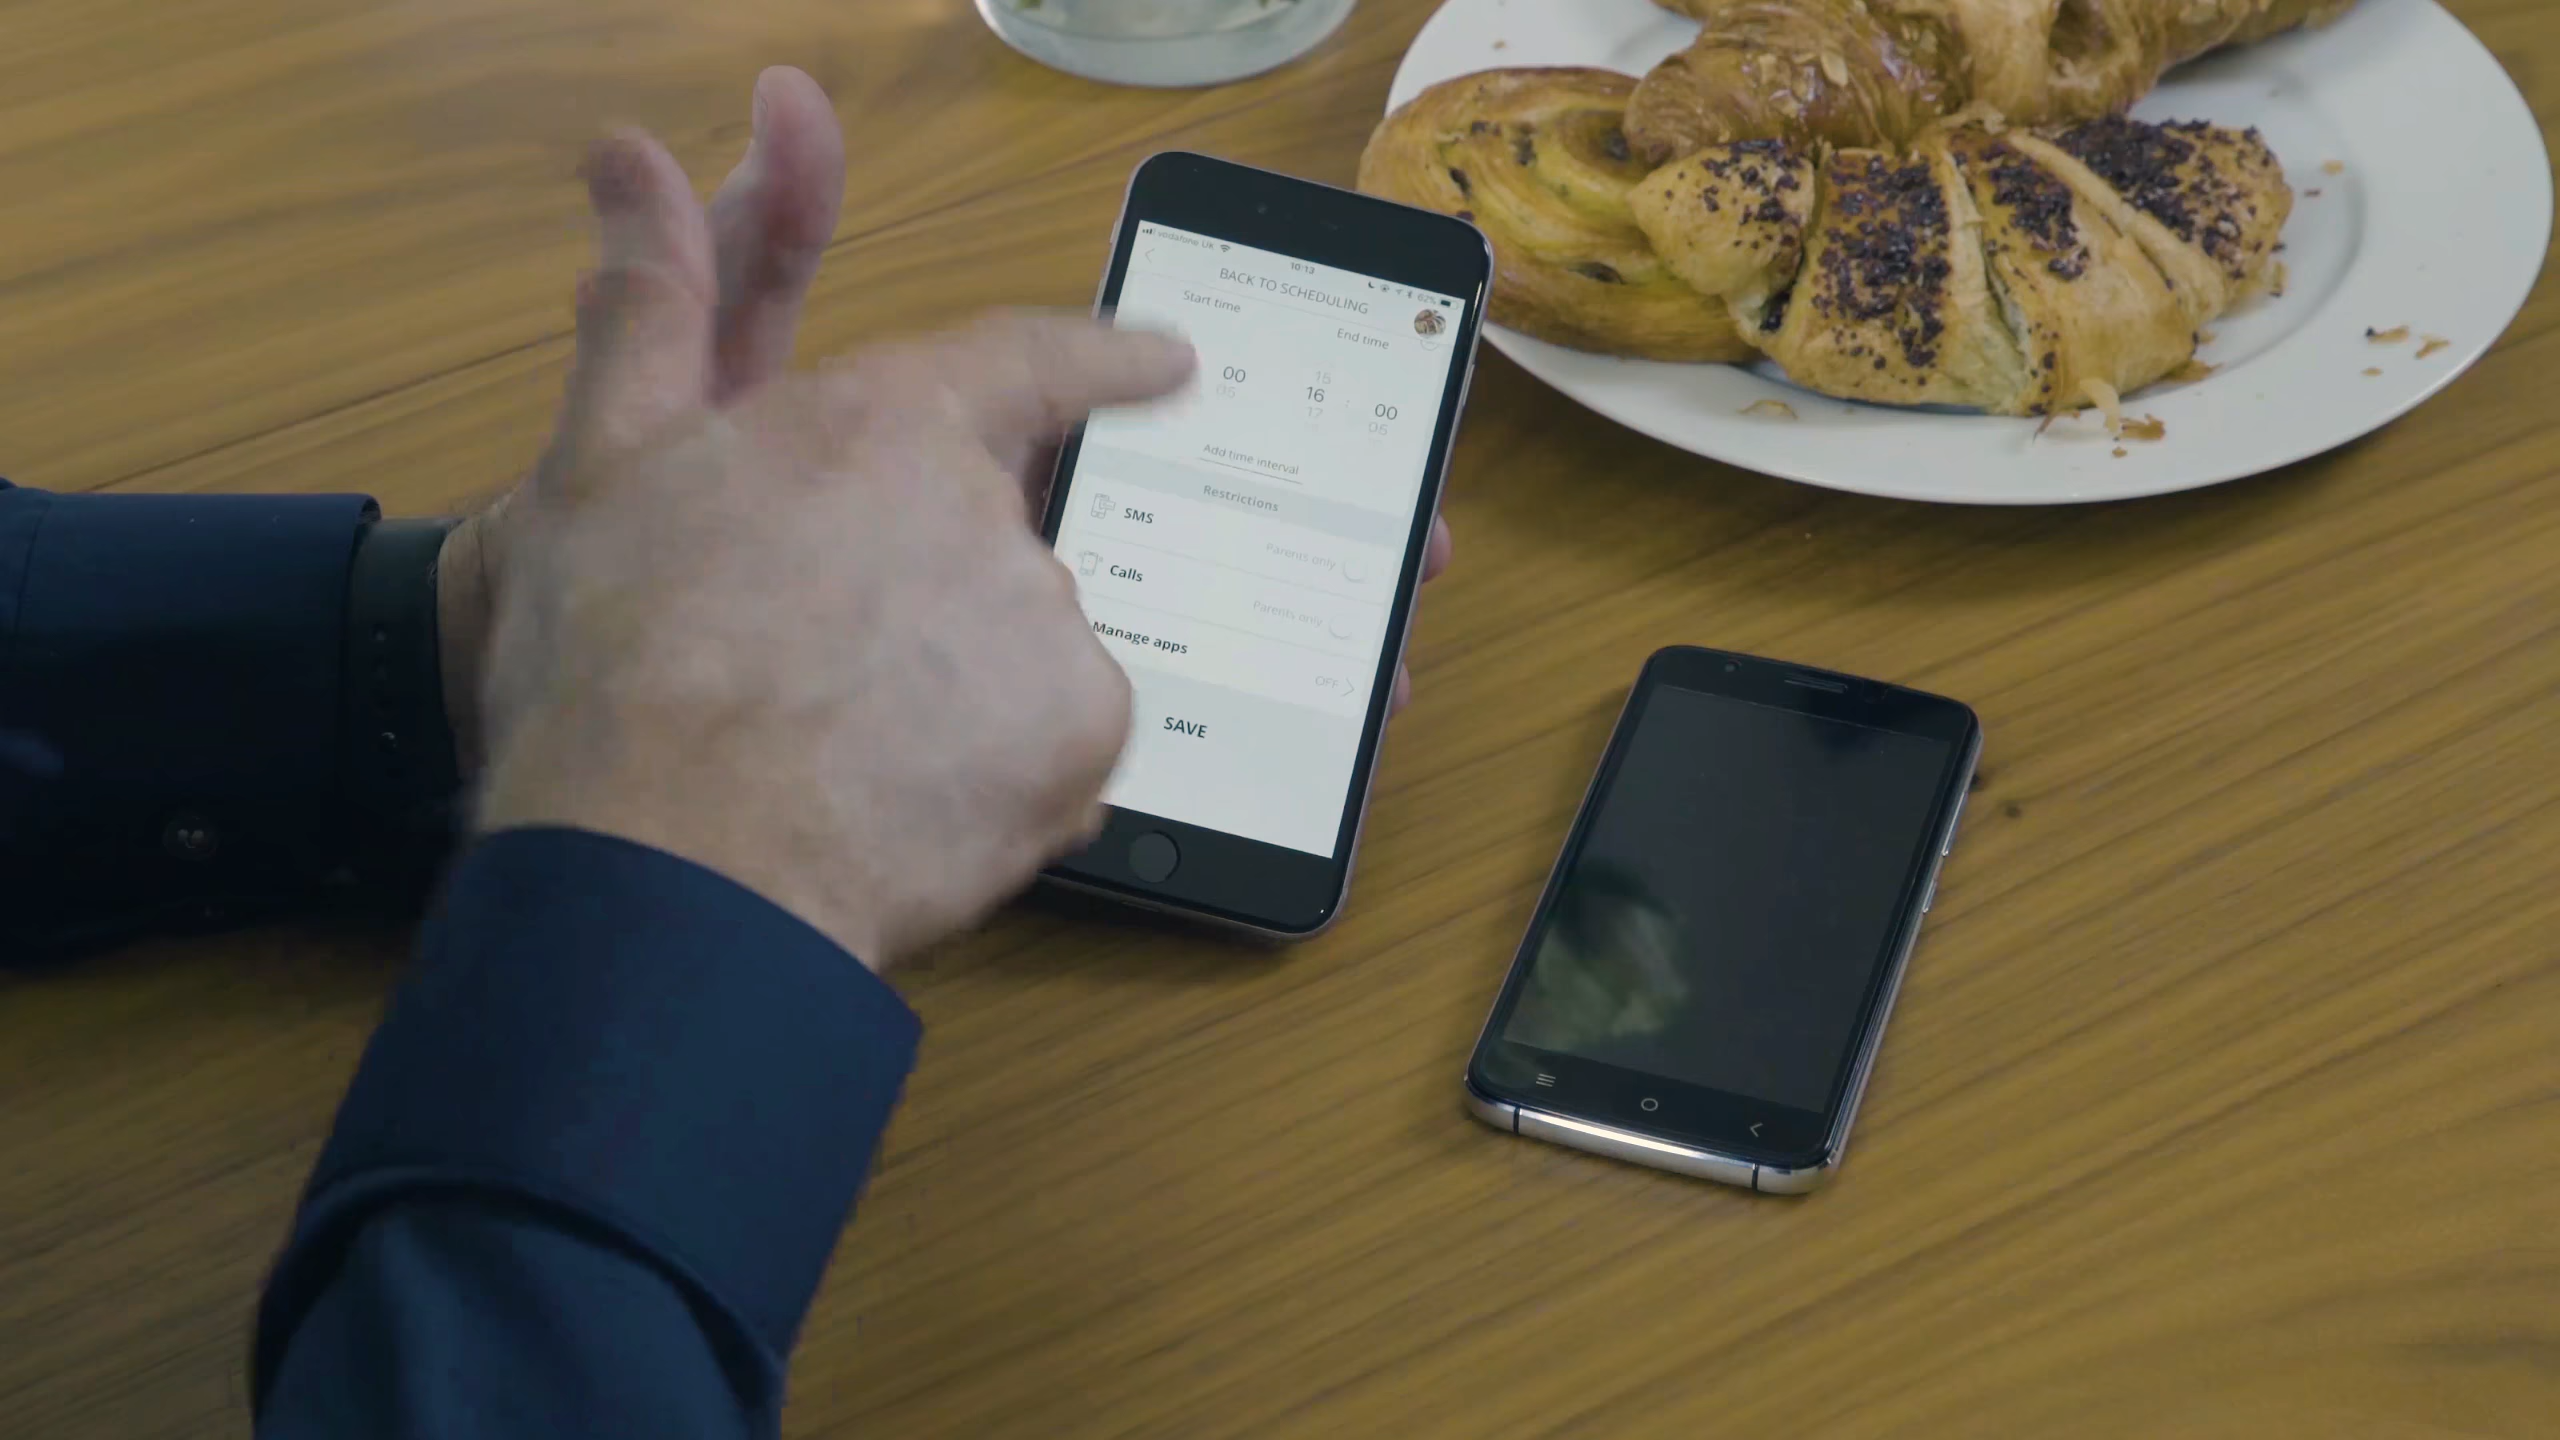 vodafone UK
10:13
62%
BACK TO SCHEDULING
Start time
End time
00
05
15
16 : 00
17
05
Add time interval
Restrictions
SMS
Parents only
Calls
Parents only
Manage apps
OFF
SAVE